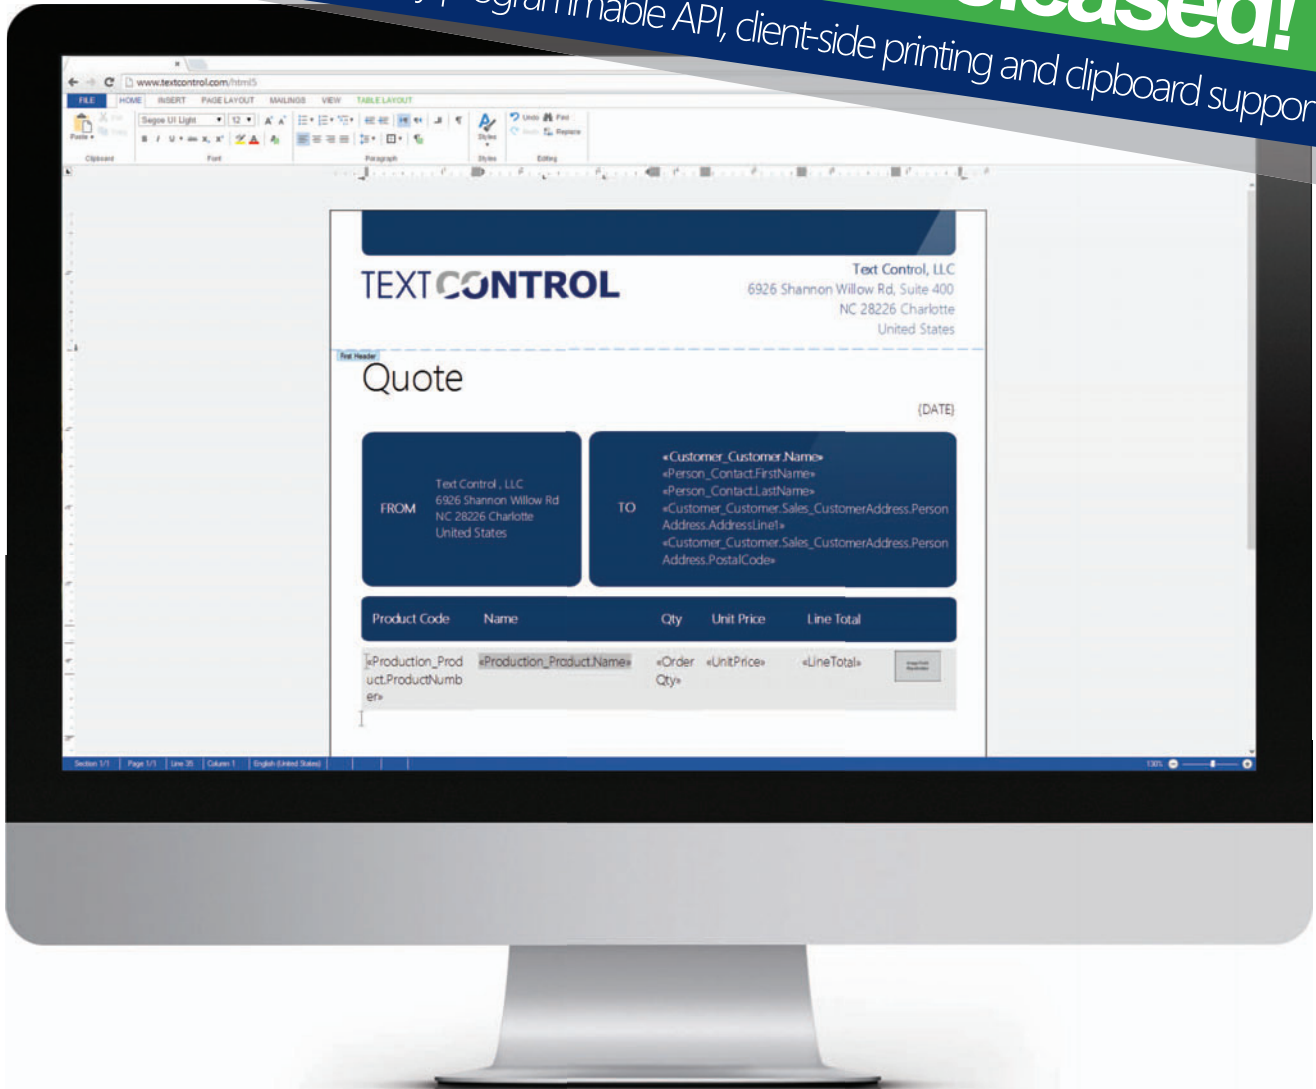 eleased!
programmable API, client-side printing and clipboard suppor
www.textcontrol.com/html5
FILE HOME INSERT PAGE LAYOUT MAILINGS VIEW TABLE LAYOUT
Segoe UI Light 12
Undo Find
Paste Styles Replace
Clipboard Font Paragraph Styles Editing
TEXT CONTROL
Text Control, LLC
6926 Shannon Willow Rd, Suite 400
NC 28226 Charlotte
United States
First Header
Quote
{DATE}
FROM
Text Control , LLC
6926 Shannon Willow Rd
NC 28226 Charlotte
United States
TO
«Customer_Customer.Name»
«Person_Contact.FirstName»
«Person_Contact.LastName»
«Customer_Customer.Sales_CustomerAddress.Person
Address.AddressLine1»
«Customer_Customer.Sales_CustomerAddress.Person
Address.PostalCode»
Product Code Name Qty Unit Price Line Total
«Production_Prod
uct.ProductNumb
er»
«Production_Product.Name»
«Order
Qty»
«UnitPrice»
«LineTotal»
Section 1/1 Page 1/1 Line 35 Column 1 English (United States) 130%